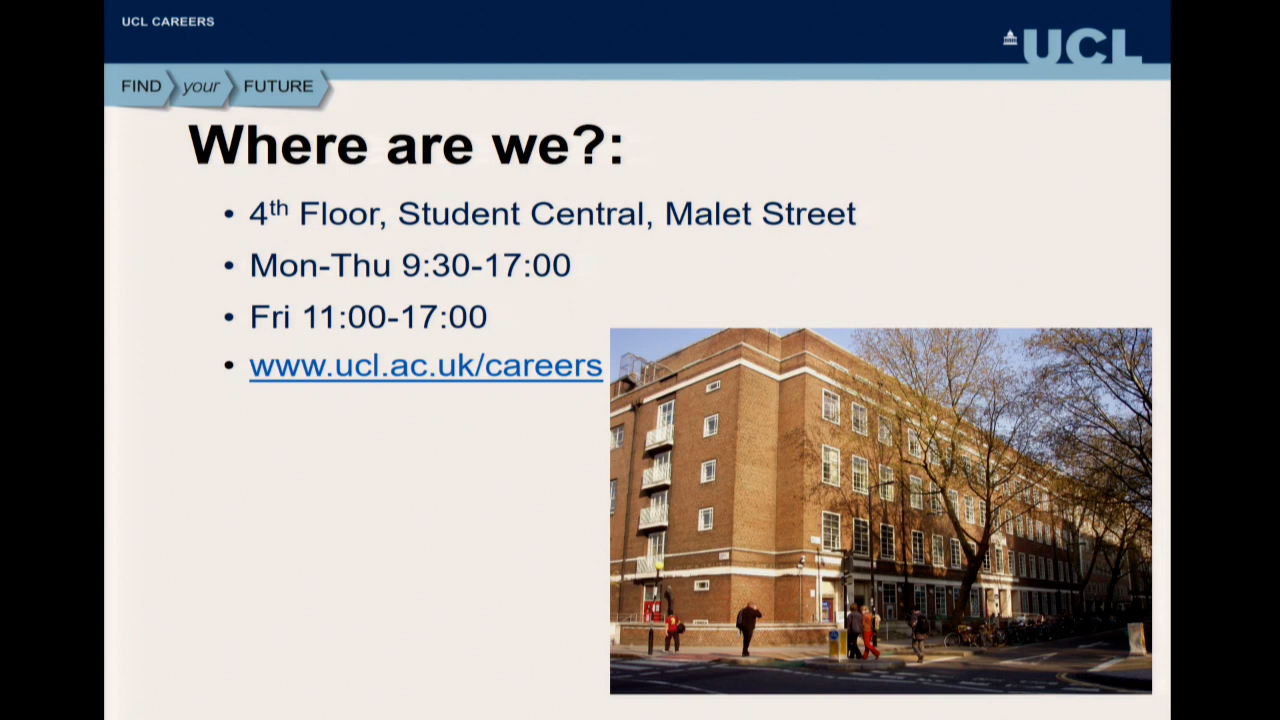 UCL CAREERS
UCL
FIND your FUTURE
Where are we?:
• 4th Floor, Student Central, Malet Street
• Mon-Thu 9:30-17:00
• Fri 11:00-17:00
• www.ucl.ac.uk/careers